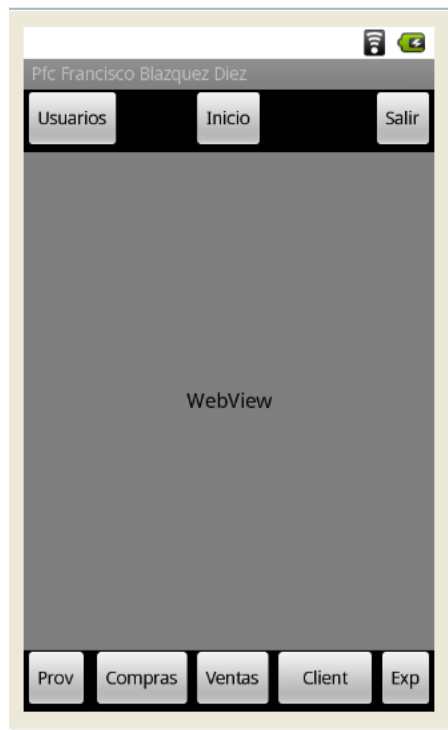 Pfc Francisco Blazquez Diez
Usuarios Inicio Salir
WebView
Prov Compras Ventas Client Exp